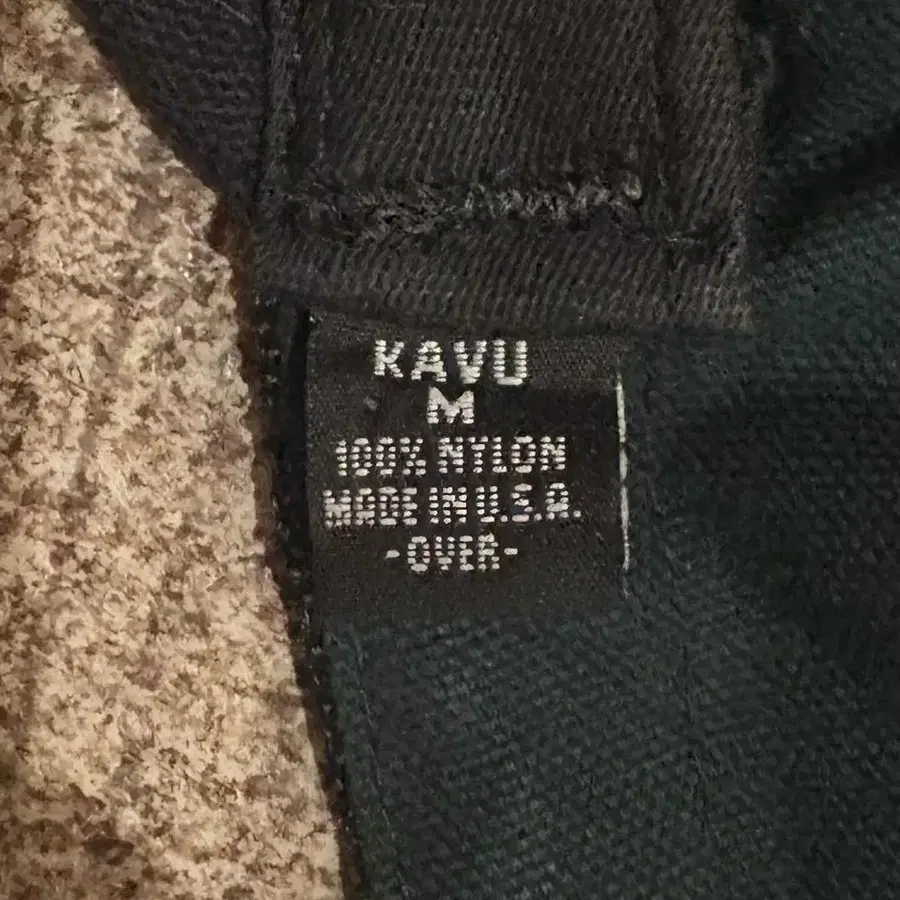 KAVU
M
100% NYLON
MADE IN U.S.A.
-OVER-